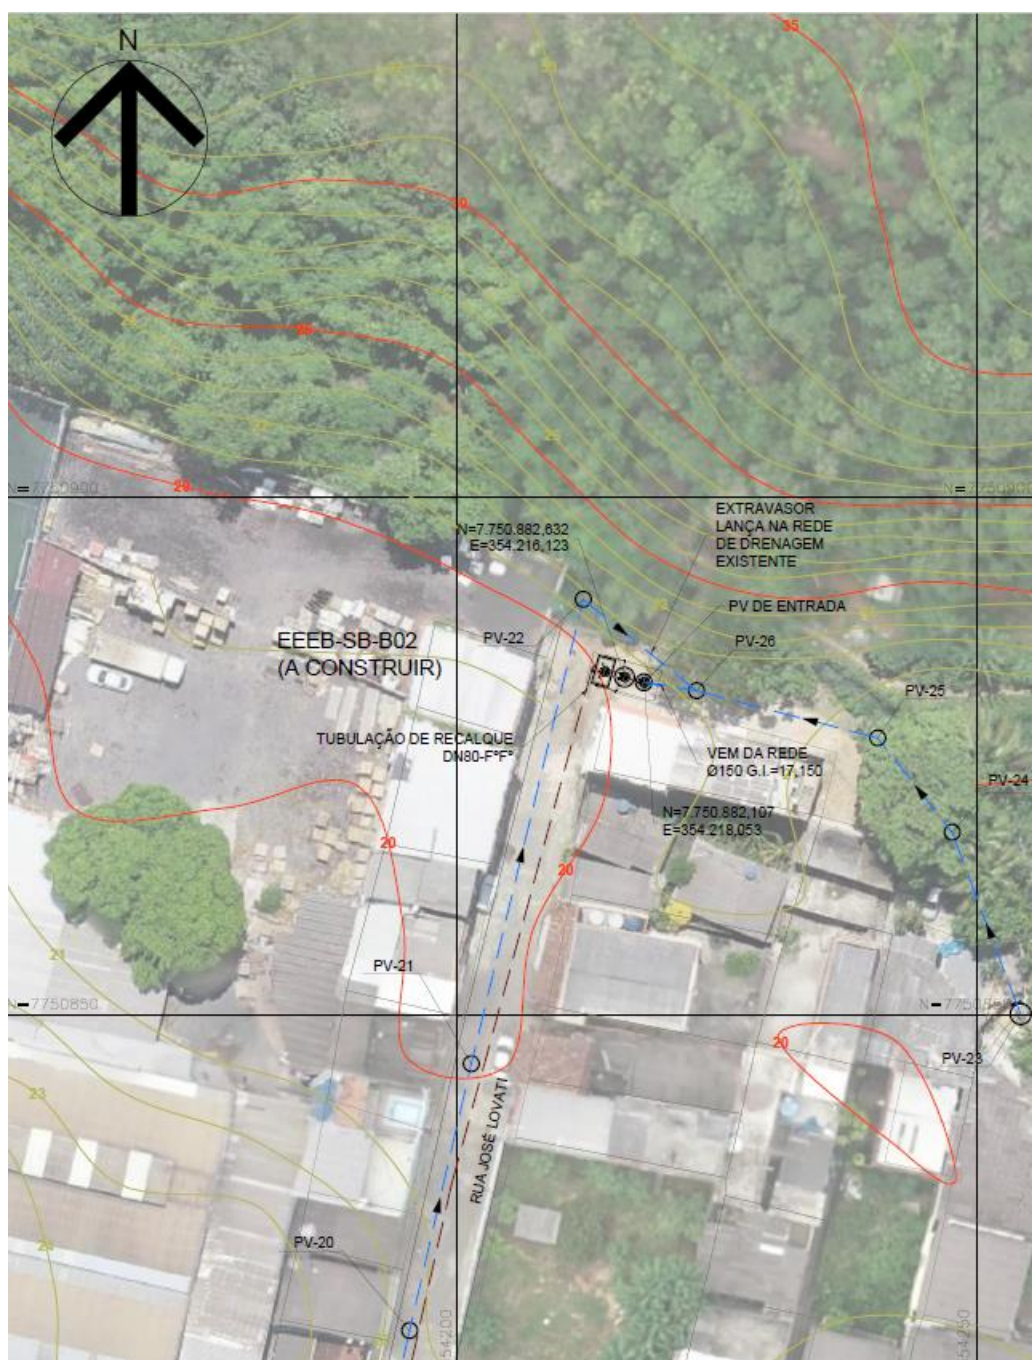 N
35
30
25
20
N=7750900
N=7750900
EXTRAVASOR
LANÇA NA REDE
DE DRENAGEM
EXISTENTE
N=7.750.882,632
E=354.216,123
PV DE ENTRADA
PV-22
PV-26
EEEB-SB-B02
(A CONSTRUIR)
PV-25
TUBULAÇÃO DE RECALQUE
DN80-FºFº
VEM DA REDE
Ø150 G.I.=17,150
PV-24
N=7.750.882,107
E=354.218,053
20
20
21
PV-21
N=7750850
20
PV-23
23
RUA JOSÉ LOVATI
PV-20
54200
54250